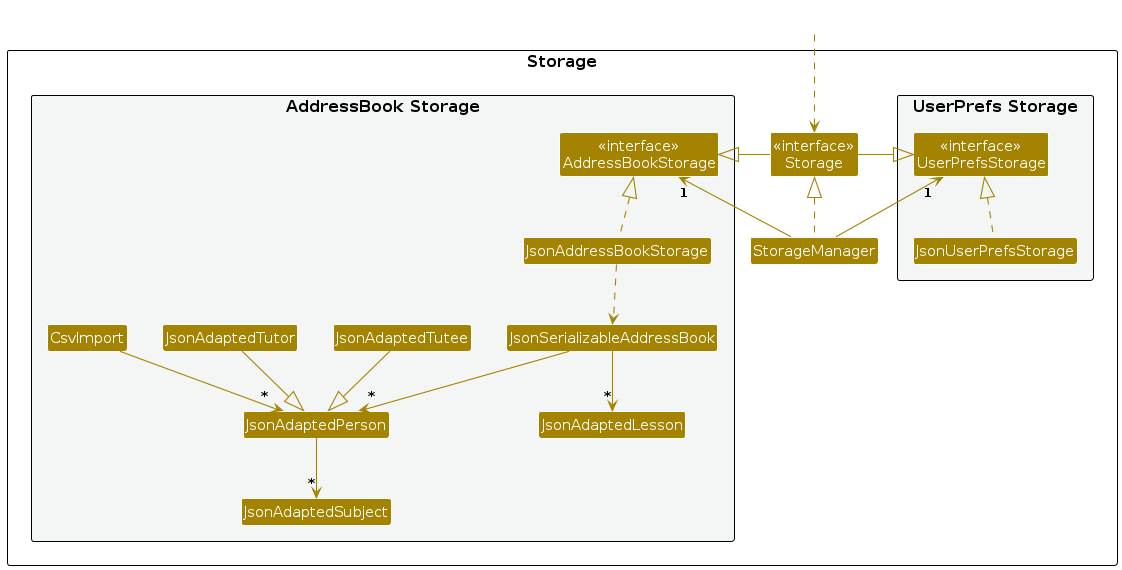 Storage
AddressBook Storage
UserPrefs Storage
«interface»
AddressBookStorage
«interface»
Storage
«interface»
UserPrefsStorage
1
1
JsonAddressBookStorage
StorageManager
JsonUserPrefsStorage
CsvImport
JsonAdaptedTutor
JsonAdaptedTutee
JsonSerializableAddressBook
*
*
*
JsonAdaptedPerson
JsonAdaptedLesson
*
JsonAdaptedSubject